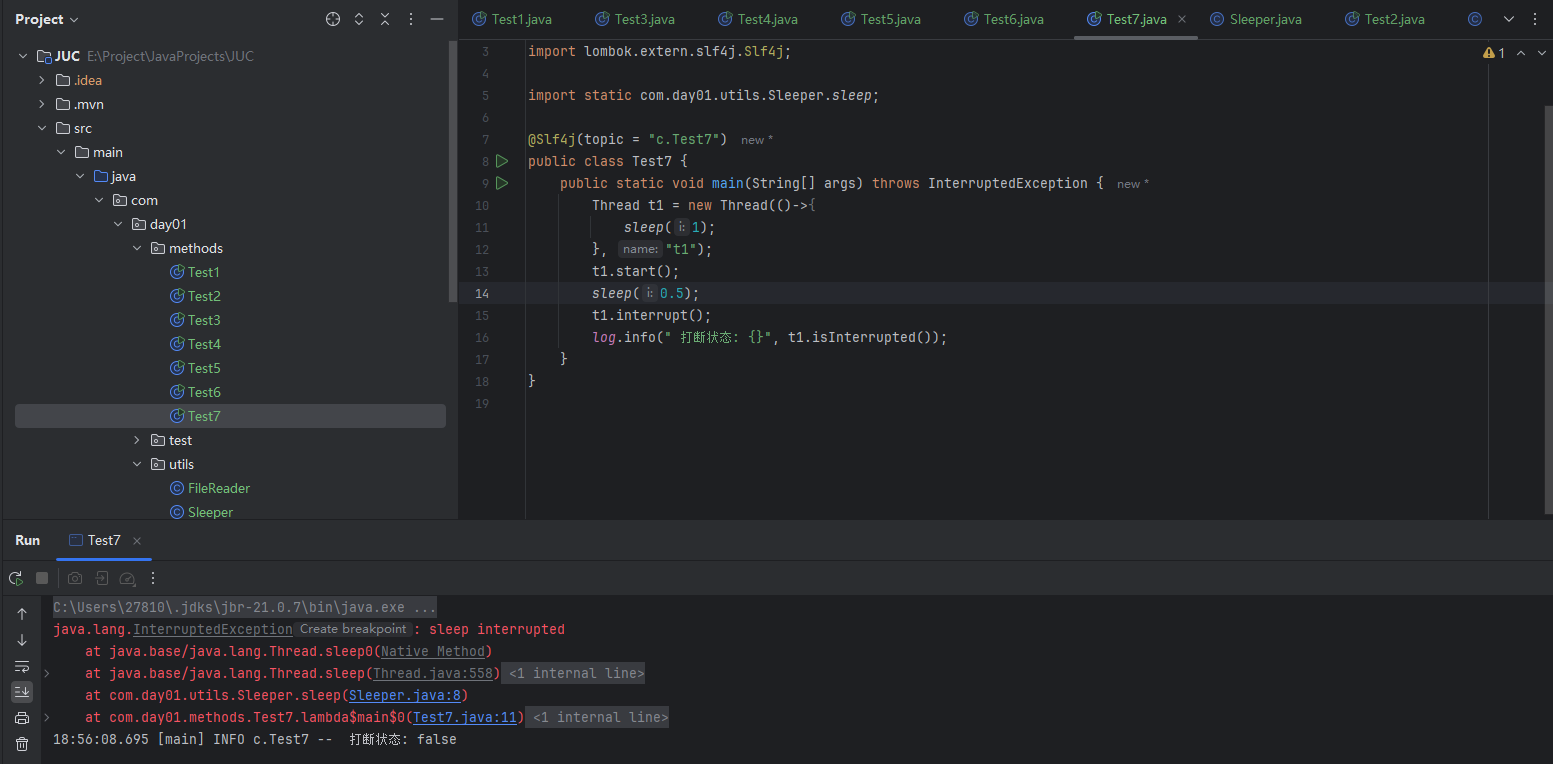 Project
Test1.java Test3.java Test4.java Test5.java Test6.java Test7.java Sleeper.java Test2.java
JUC E:\Project\JavaProjects\JUC
.idea
.mvn
src
main
java
com
day01
methods
Test1
Test2
Test3
Test4
Test5
Test6
Test7
test
utils
FileReader
Sleeper
1
3 import lombok.extern.slf4j.Slf4j;
4
5 import static com.day01.utils.Sleeper.sleep;
6
7 @Slf4j(topic = "c.Test7") new *
8 public class Test7 {
9 public static void main(String[] args) throws InterruptedException { new *
10 Thread t1 = new Thread(()->{
11 sleep( i: 1);
12 }, name: "t1");
13 t1.start();
14 sleep( i: 0.5);
15 t1.interrupt();
16 log.info(" 打断状态: {}", t1.isInterrupted());
17 }
18 }
19
Run Test7
C:\Users\27810\.jdks\jbr-21.0.7\bin\java.exe ...
java.lang.InterruptedException Create breakpoint : sleep interrupted
at java.base/java.lang.Thread.sleep0(Native Method)
at java.base/java.lang.Thread.sleep(Thread.java:558) <1 internal line>
at com.day01.utils.Sleeper.sleep(Sleeper.java:8)
at com.day01.methods.Test7.lambda$main$0(Test7.java:11) <1 internal line>
18:56:08.695 [main] INFO c.Test7 --  打断状态: false